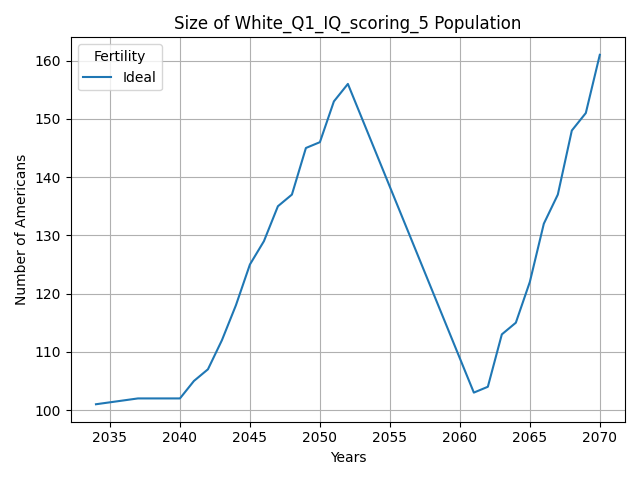 Size of White_Q1_IQ_scoring_5 Population
Fertility
Ideal
Number of Americans
160
150
140
130
120
110
100
2035 2040 2045 2050 2055 2060 2065 2070
Years